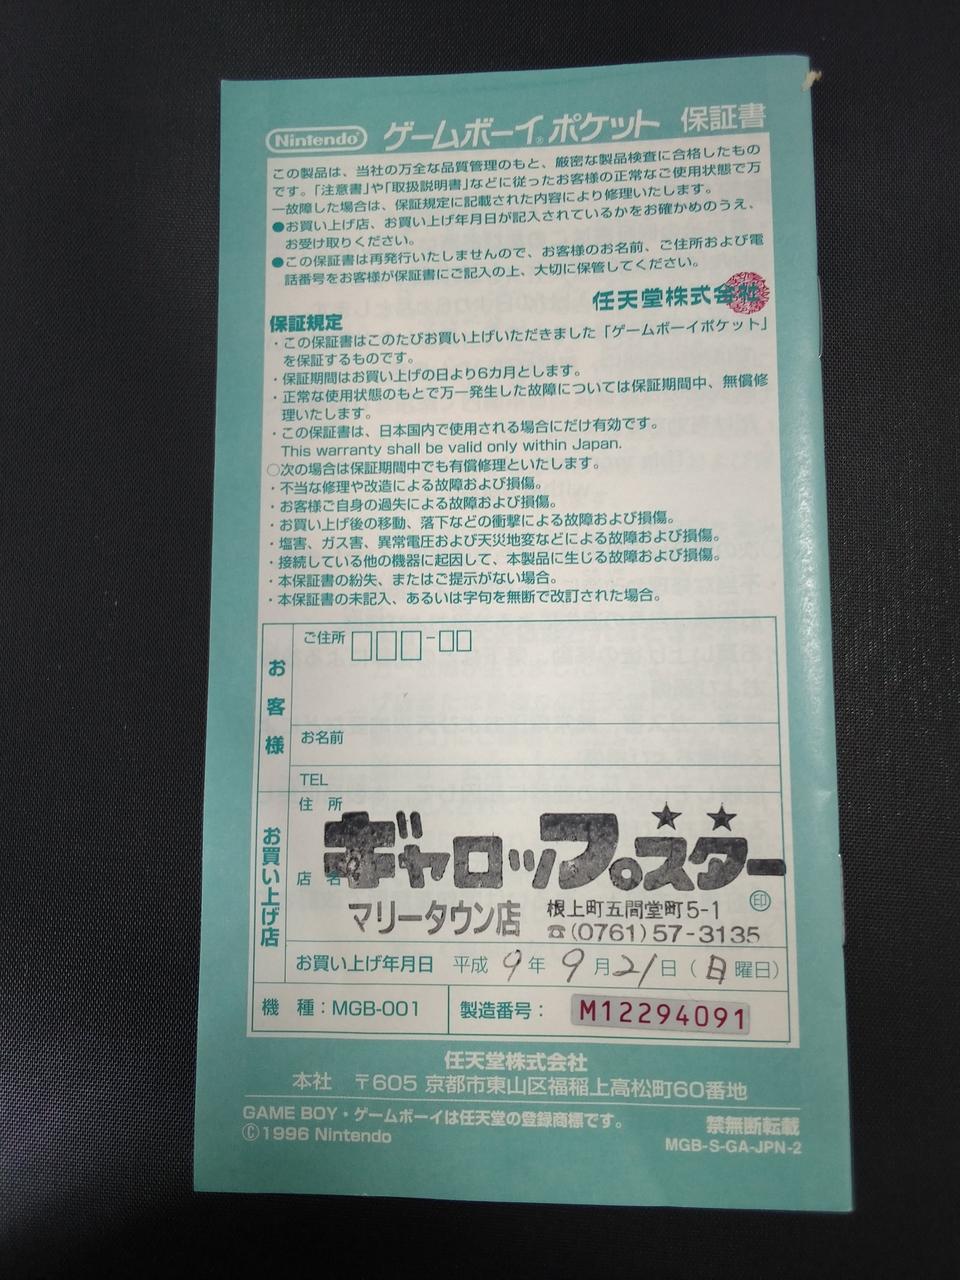 Nintendo® ゲームボーイ®ポケット 保証書
この製品は、当社の万全な品質管理のもと、厳密な製品検査に合格したもの
です。「注意書」や「取扱説明書」などに従ったお客様の正常なご使用状態で万
一故障した場合は、保証規定に記載された内容により修理いたします。
●お買い上げ店、お買い上げ年月日が記入されているかをお確かめのうえ、
お受け取りください。
●この保証書は再発行いたしませんので、お客様のお名前、ご住所および電
話番号をお客様が保証書にご記入の上、大切に保管してください。
任天堂株式会社
保証規定
・この保証書はこのたびお買い上げいただきました「ゲームボーイポケット」
を保証するものです。
・保証期間はお買い上げの日より6カ月とします。
・正常な使用状態のもとで万一発生した故障については保証期間中、無償修
理いたします。
・この保証書は、日本国内で使用される場合にだけ有効です。
This warranty shall be valid only within Japan.
○次の場合は保証期間中でも有償修理といたします。
・不当な修理や改造による故障および損傷。
・お客様ご自身の過失による故障および損傷。
・お買い上げ後の移動、落下などの衝撃による故障および損傷。
・塩害、ガス害、異常電圧および天災地変などによる故障および損傷。
・接続している他の機器に起因して、本製品に生じる故障および損傷。
・本保証書の紛失、またはご提示がない場合。
・本保証書の未記入、あるいは字句を無断で改訂された場合。
お客様
ご住所 □□□-□□
お名前
TEL
お買い上げ店
住所
店名
ギャロップスター
マリータウン店
根上町五間堂町5-1
☎(0761)57-3135
印
お買い上げ年月日 平成 9年 9月21日(日曜日)
機 種:MGB-001 製造番号: M12294091
任天堂株式会社
本社 〒605 京都市東山区福稲上高松町60番地
GAME BOY・ゲームボーイは任天堂の登録商標です。
©1996 Nintendo
禁無断転載
MGB-S-GA-JPN-2